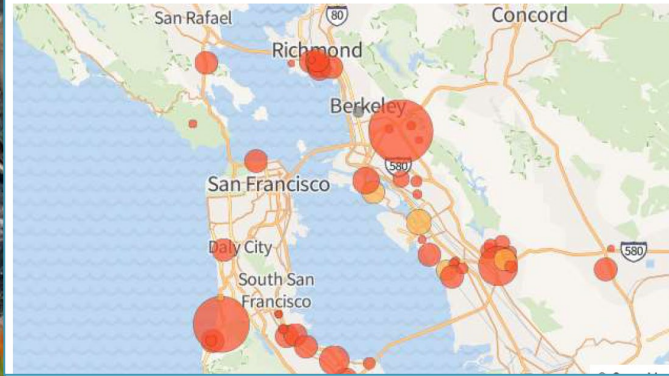 San Rafael
80
Concord
Richmond
Berkeley
580
San Francisco
Daly City
580
South San
Francisco